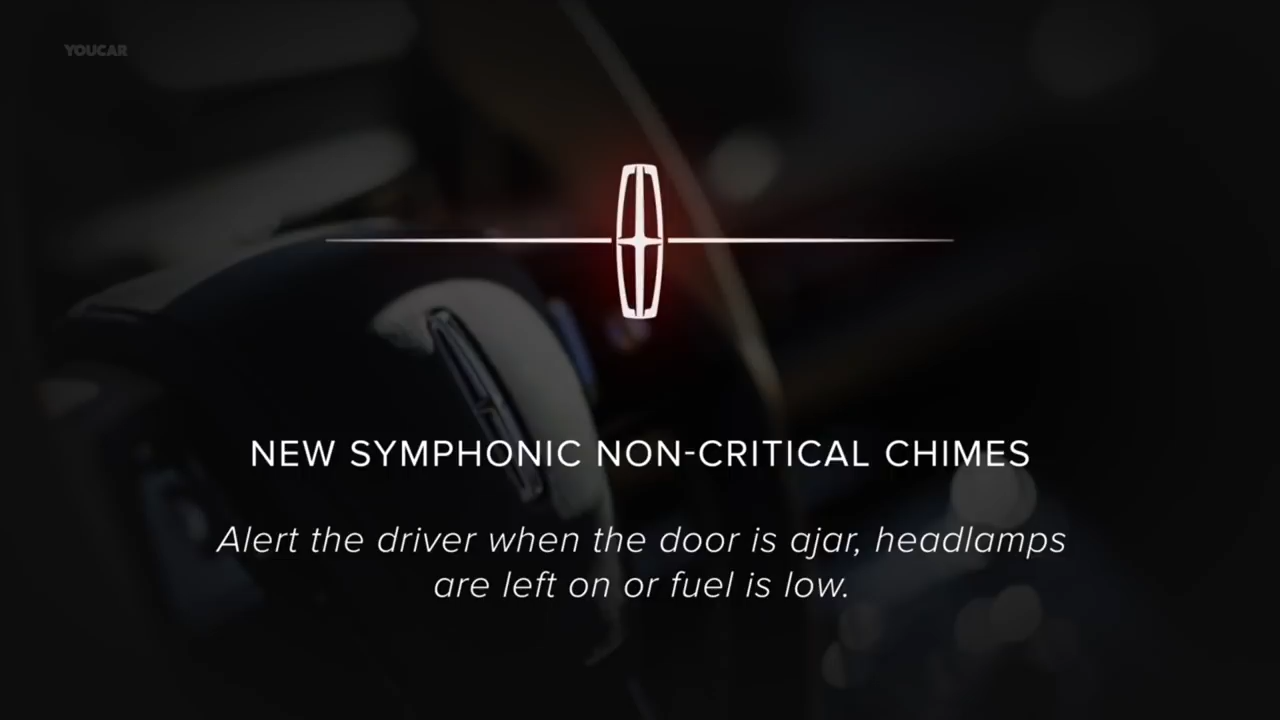 YOUCAR
NEW SYMPHONIC NON-CRITICAL CHIMES
Alert the driver when the door is ajar, headlamps
are left on or fuel is low.